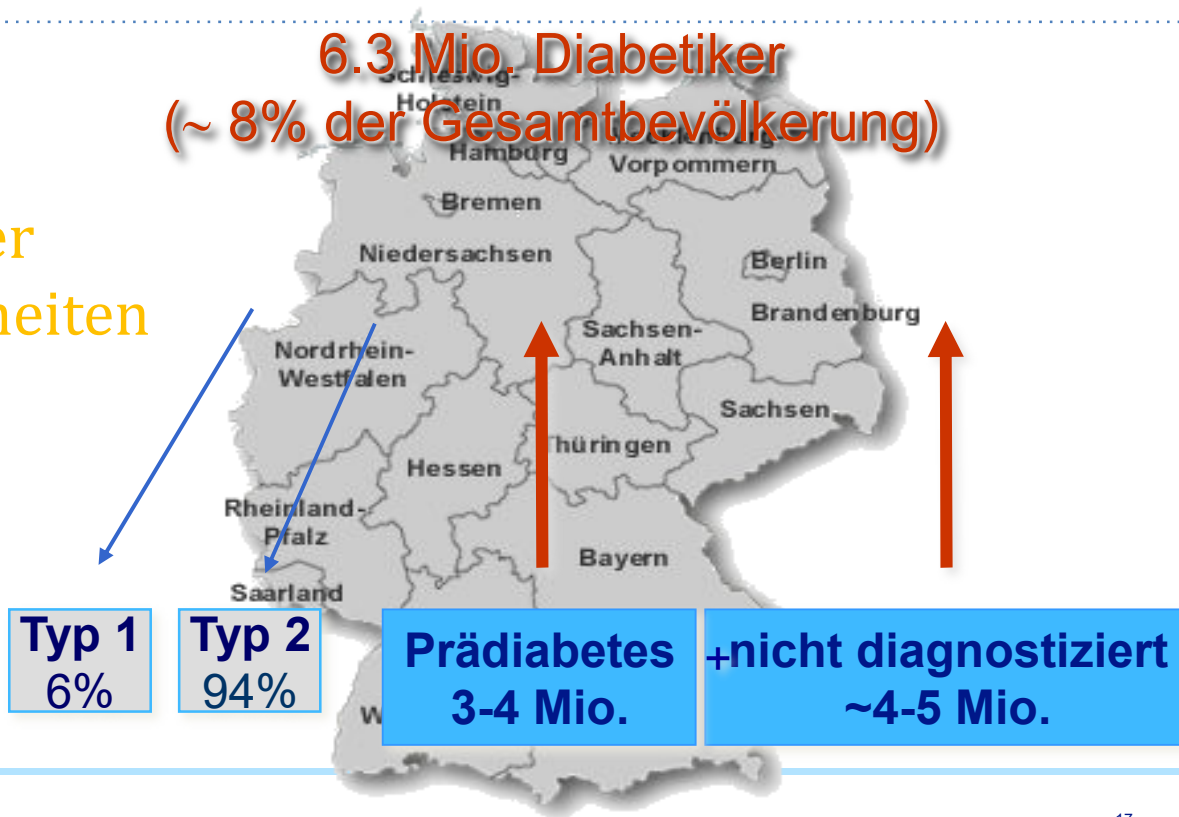 6.3 Mio. Diabetiker
(~ 8% der Gesamtbevölkerung)
Schleswig-
Holstein
Hamburg
Mecklenburg-
Vorpommern
Bremen
er
heiten
Niedersachsen
Berlin
Brandenburg
Sachsen-
Anhalt
Nordrhein-
Westfalen
Sachsen
Thüringen
Hessen
Rheinland-
Pfalz
Bayern
Saarland
Typ 1
6%
Typ 2
94%
Prädiabetes
3-4 Mio.
+nicht diagnostiziert
~4-5 Mio.
W